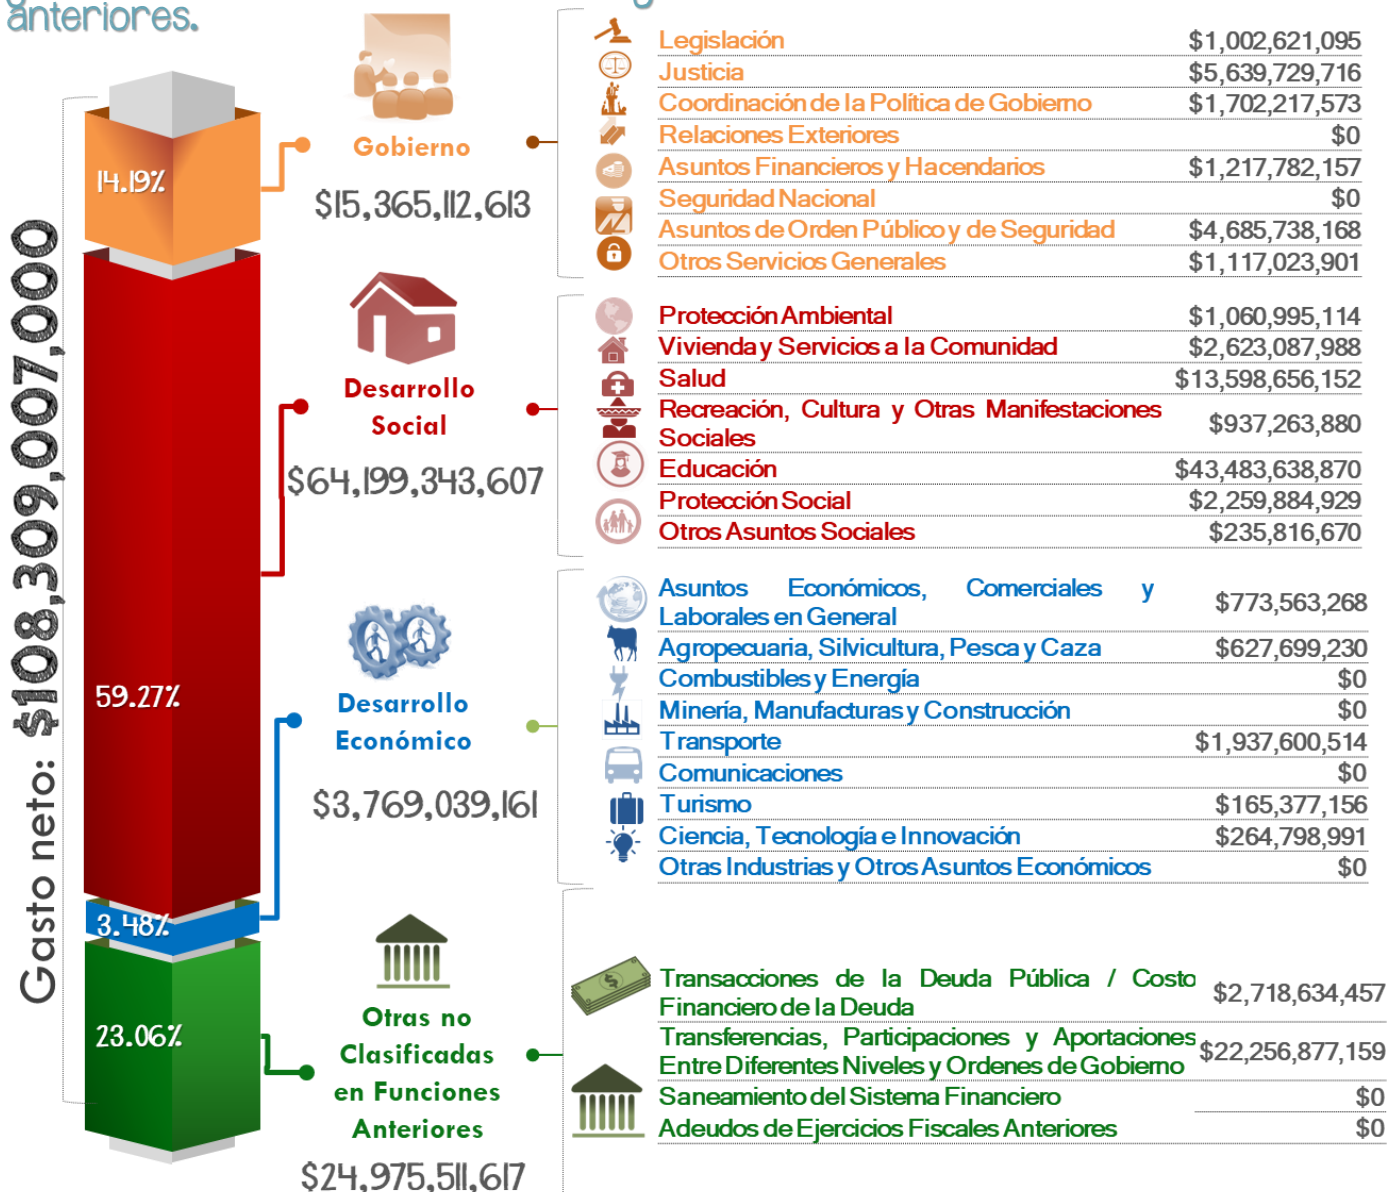 anteriores.
Gasto neto: $108,309,007,000
14.19%
59.27%
3.48%
23.06%
Gobierno
$15,365,112,613
Legislación $1,002,621,095
Justicia $5,639,729,716
Coordinación de la Política de Gobierno $1,702,217,573
Relaciones Exteriores $0
Asuntos Financieros y Hacendarios $1,217,782,157
Seguridad Nacional $0
Asuntos de Orden Público y de Seguridad $4,685,738,168
Otros Servicios Generales $1,117,023,901
Desarrollo
Social
$64,199,343,607
Protección Ambiental $1,060,995,114
Vivienda y Servicios a la Comunidad $2,623,087,988
Salud $13,598,656,152
Recreación, Cultura y Otras Manifestaciones
Sociales $937,263,880
Educación $43,483,638,870
Protección Social $2,259,884,929
Otros Asuntos Sociales $235,816,670
Desarrollo
Económico
$3,769,039,161
Asuntos Económicos, Comerciales y
Laborales en General $773,563,268
Agropecuaria, Silvicultura, Pesca y Caza $627,699,230
Combustibles y Energía $0
Minería, Manufacturas y Construcción $0
Transporte $1,937,600,514
Comunicaciones $0
Turismo $165,377,156
Ciencia, Tecnología e Innovación $264,798,991
Otras Industrias y Otros Asuntos Económicos $0
Otras no
Clasificadas
en Funciones
Anteriores
$24,975,511,617
Transacciones de la Deuda Pública / Costo
Financiero de la Deuda $2,718,634,457
Transferencias, Participaciones y Aportaciones
Entre Diferentes Niveles y Ordenes de Gobierno $22,256,877,159
Saneamiento del Sistema Financiero $0
Adeudos de Ejercicios Fiscales Anteriores $0